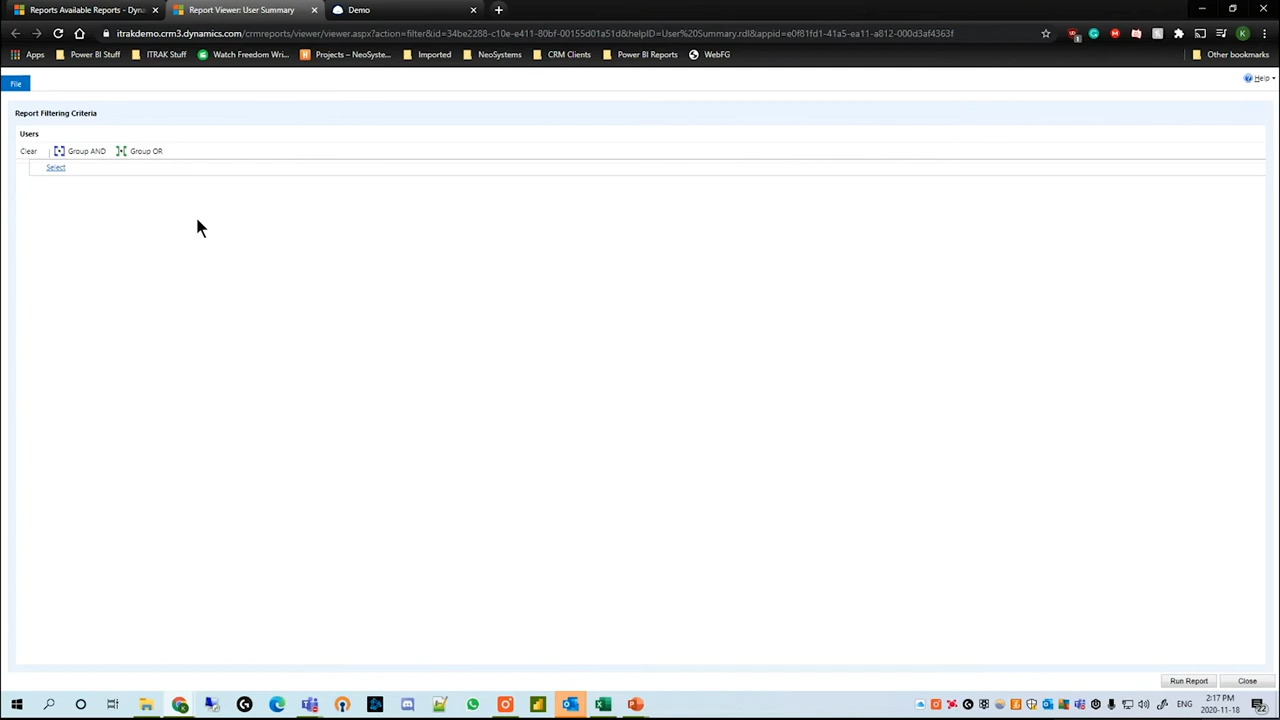 Reports Available Reports - Dyna
Report Viewer: User Summary
Demo
itrakdemo.crm3.dynamics.com/crmreports/viewer/viewer.aspx?action=filter&id=34be2288-c10e-e411-80bf-00155d01a51d&helpID=User%20Summary.rdl&appid=e0f81fd1-41a5-ea11-a812-000d3af4363f
Apps
Power BI Stuff
ITRAK Stuff
Watch Freedom Wri...
Projects – NeoSyste...
Imported
NeoSystems
CRM Clients
Power BI Reports
WebFG
Other bookmarks
File
Help
Report Filtering Criteria
Users
Clear
Group AND
Group OR
Select
Run Report
Close
ENG
2:17 PM
2020-11-18